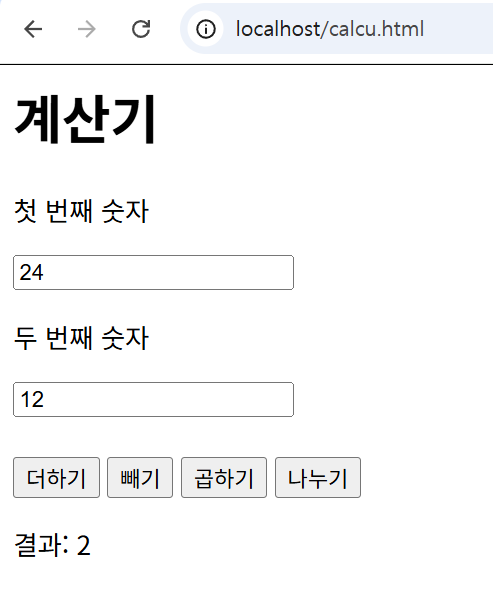 localhost/calcu.html
계산기
첫 번째 숫자
24
두 번째 숫자
12
더하기 빼기 곱하기 나누기
결과: 2